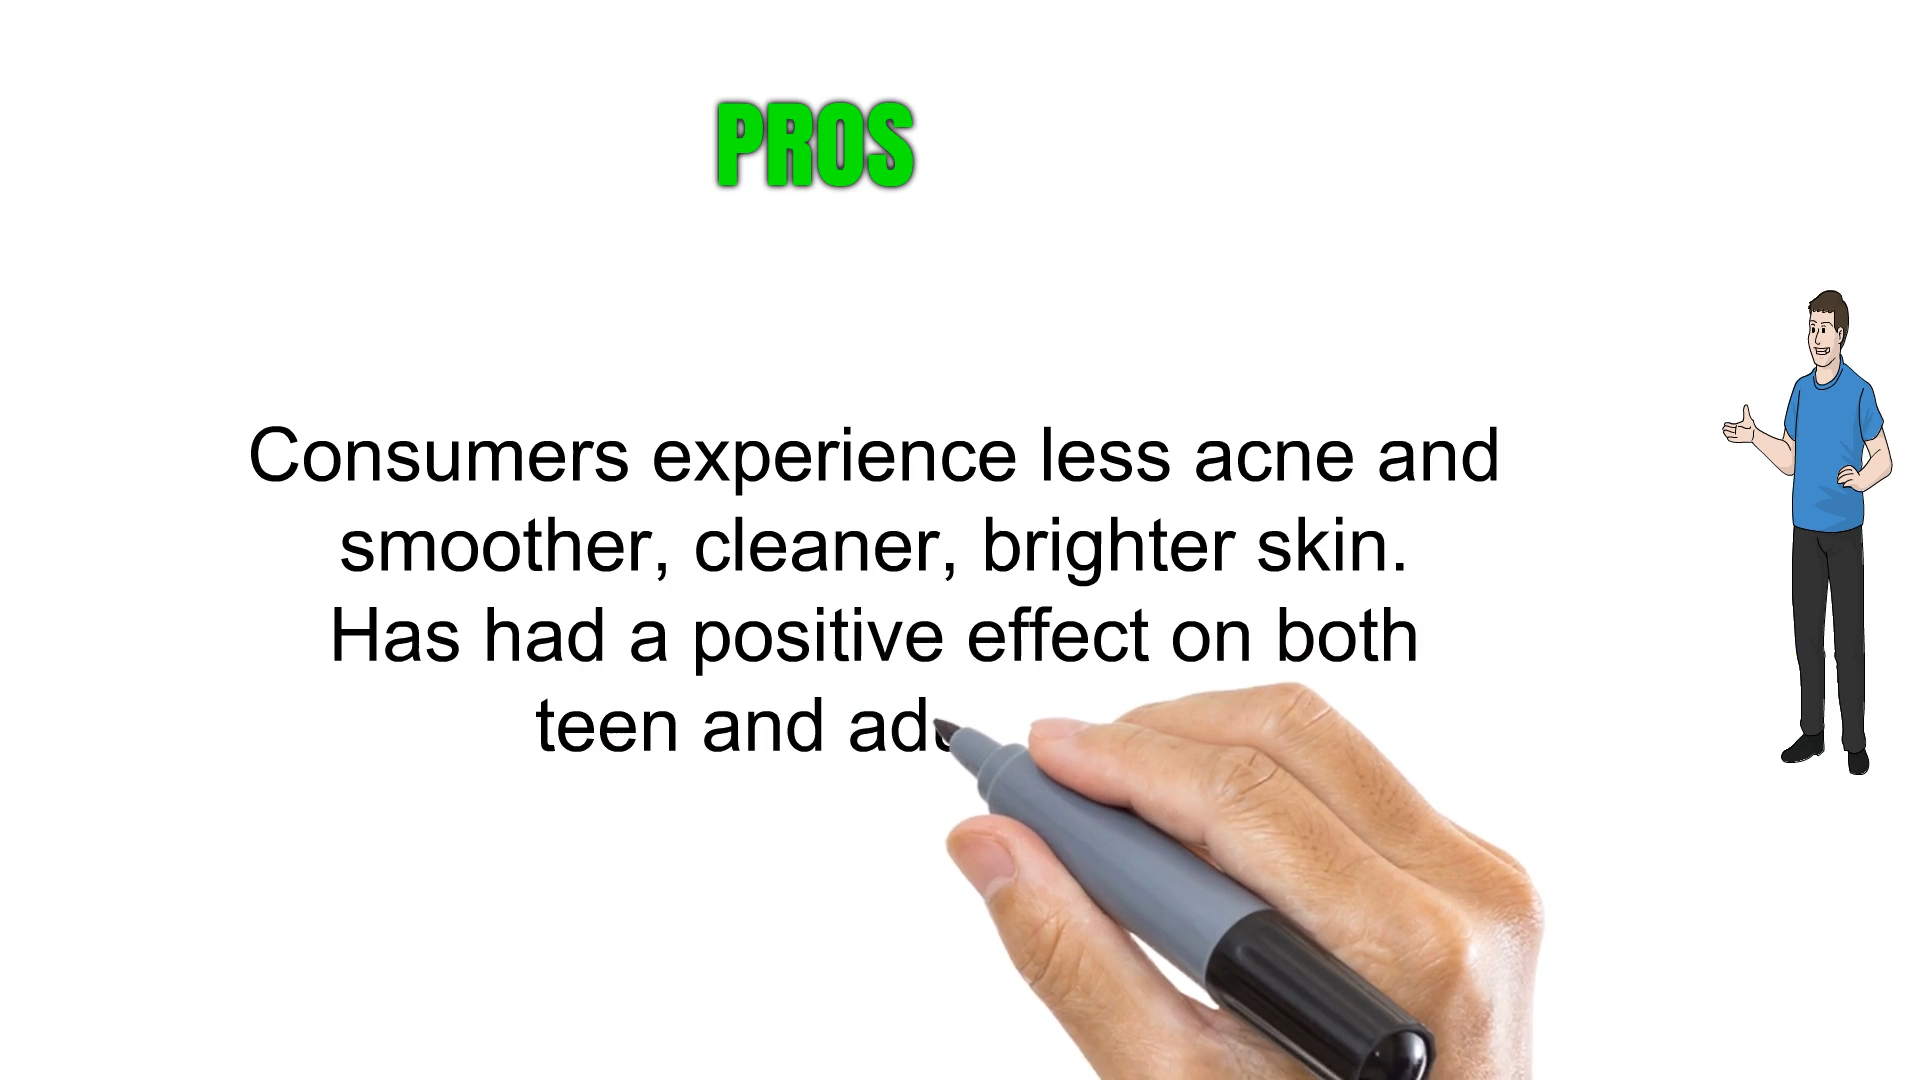 PROS
Consumers experience less acne and
smoother, cleaner, brighter skin.
Has had a positive effect on both
teen and